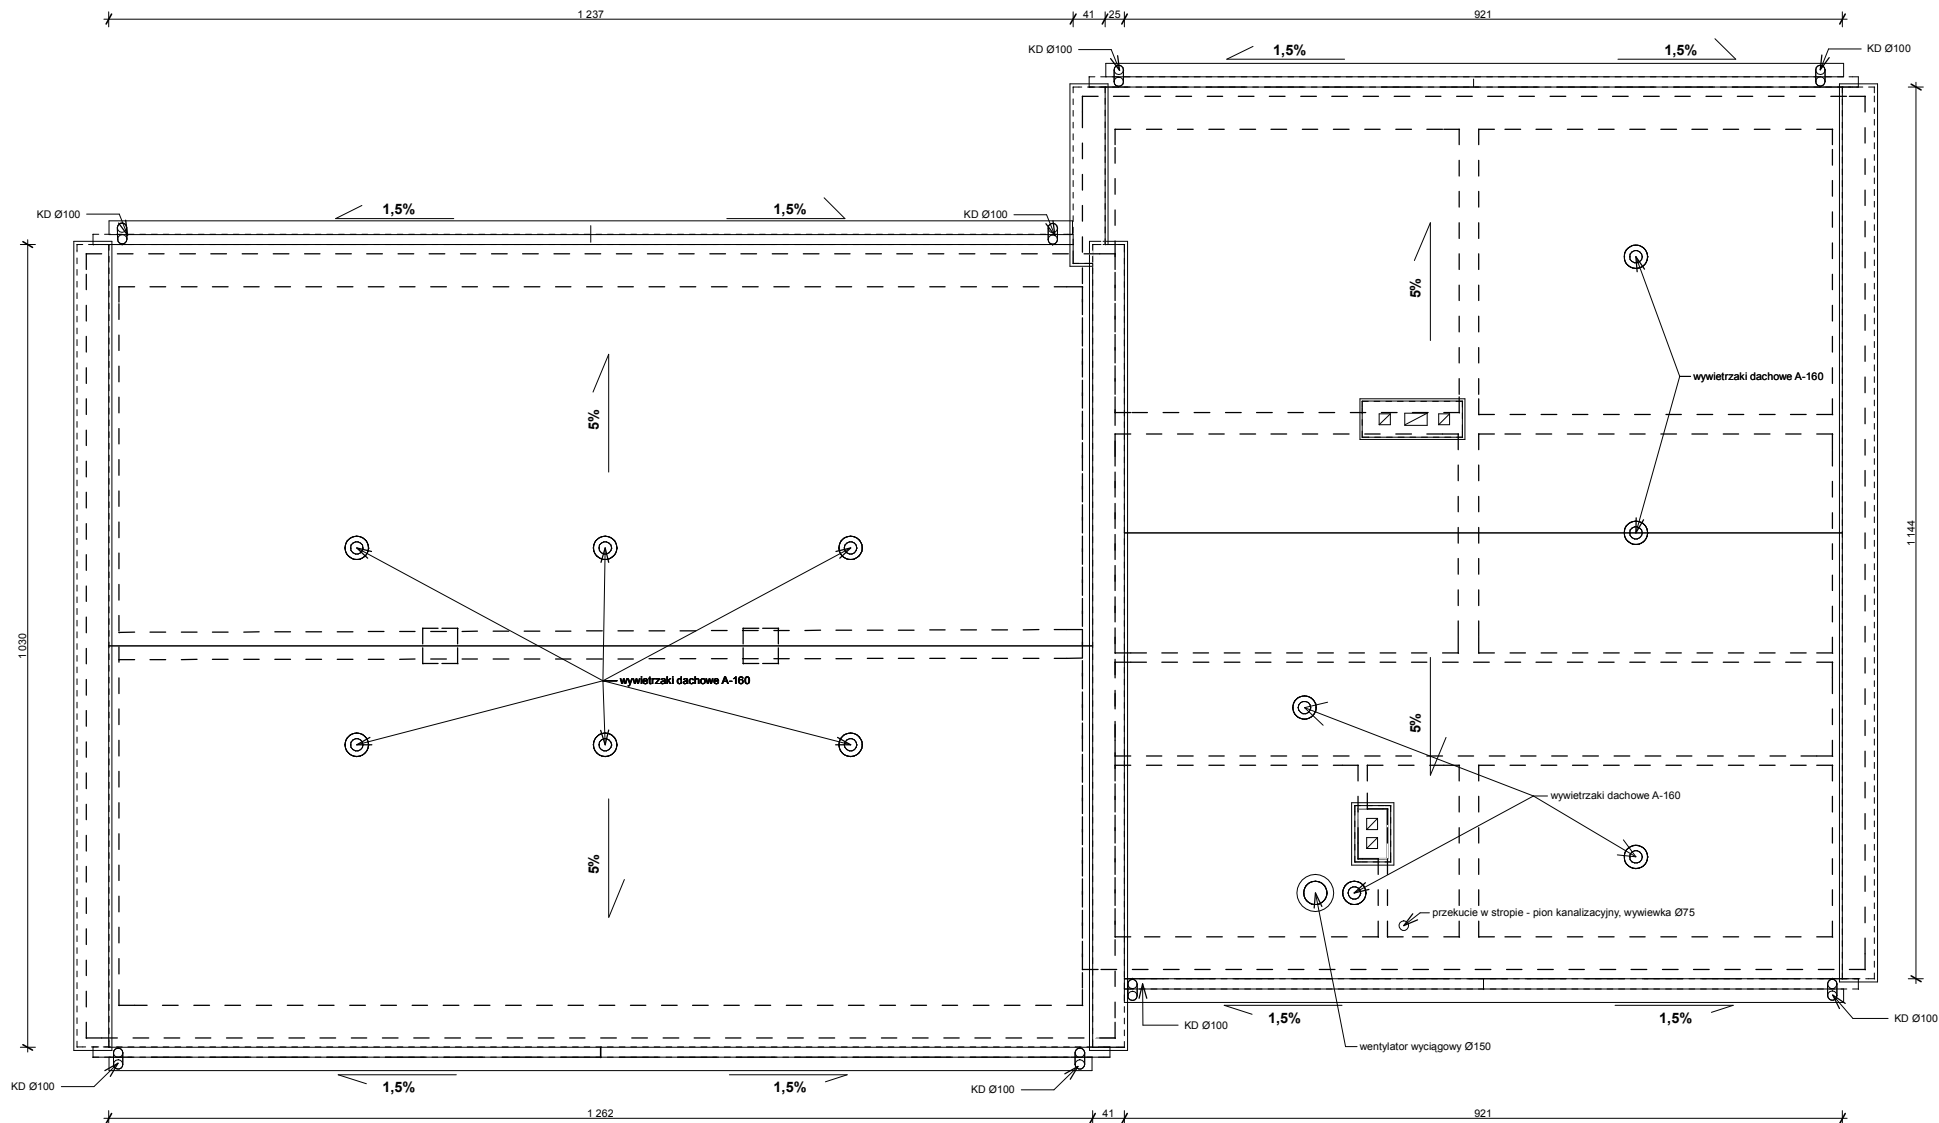 1 237
41
25
921
KD Ø100
1,5%
1,5%
KD Ø100
KD Ø100
1,5%
1,5%
KD Ø100
5%
1 144
wywietrzaki dachowe A-160
5%
1 030
wywietrzaki dachowe A-160
5%
wywietrzaki dachowe A-160
5%
przekucie w stropie - pion kanalizacyjny, wywiewka Ø75
KD Ø100
1,5%
1,5%
KD Ø100
wentylator wyciągowy Ø150
KD Ø100
1,5%
1,5%
KD Ø100
1 262
41
921